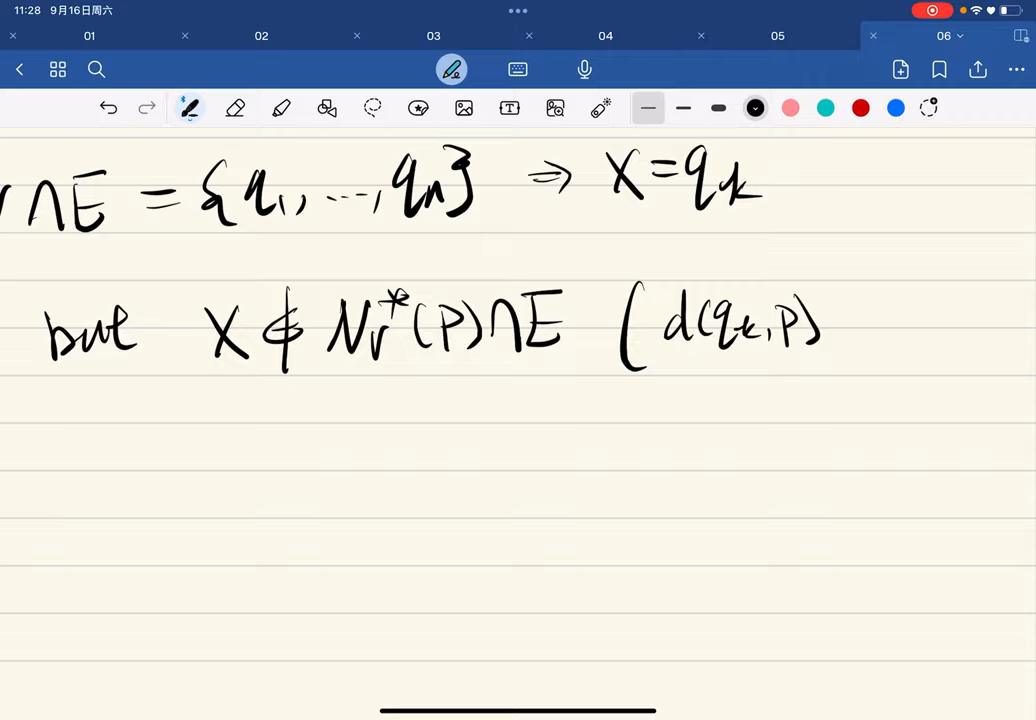 11:28 9月16日周六
01 02 03 04 05 06
∩E = {q₁, ..., qₙ} ⇒ x = qₖ
but x ∉ Nᵣ*(p)∩E ( d(qₖ, p)